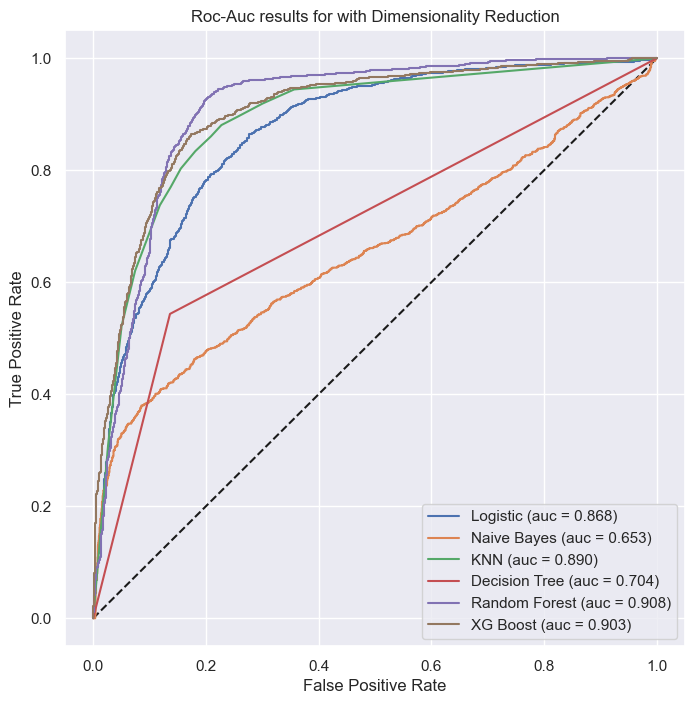 Roc-Auc results for with Dimensionality Reduction
1.0
0.8
0.6
0.4
0.2
0.0
True Positive Rate
Logistic (auc = 0.868)
Naive Bayes (auc = 0.653)
KNN (auc = 0.890)
Decision Tree (auc = 0.704)
Random Forest (auc = 0.908)
XG Boost (auc = 0.903)
0.0 0.2 0.4 0.6 0.8 1.0
False Positive Rate